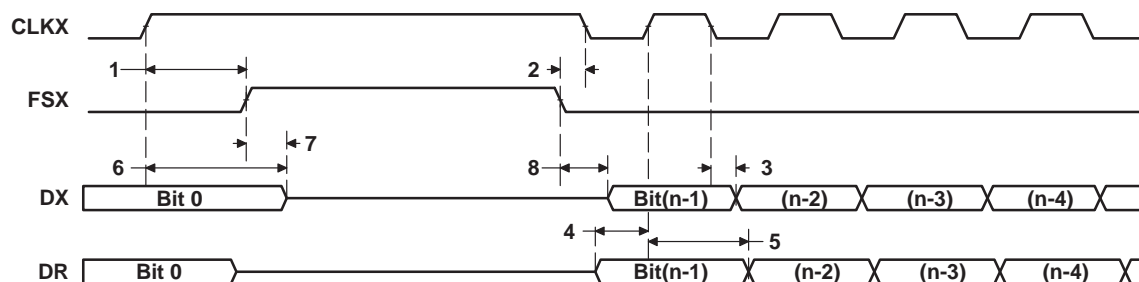 CLKX
1 2
FSX
7
6 8 3
DX Bit 0 Bit(n-1) (n-2) (n-3) (n-4)
4 5
DR Bit 0 Bit(n-1) (n-2) (n-3) (n-4)